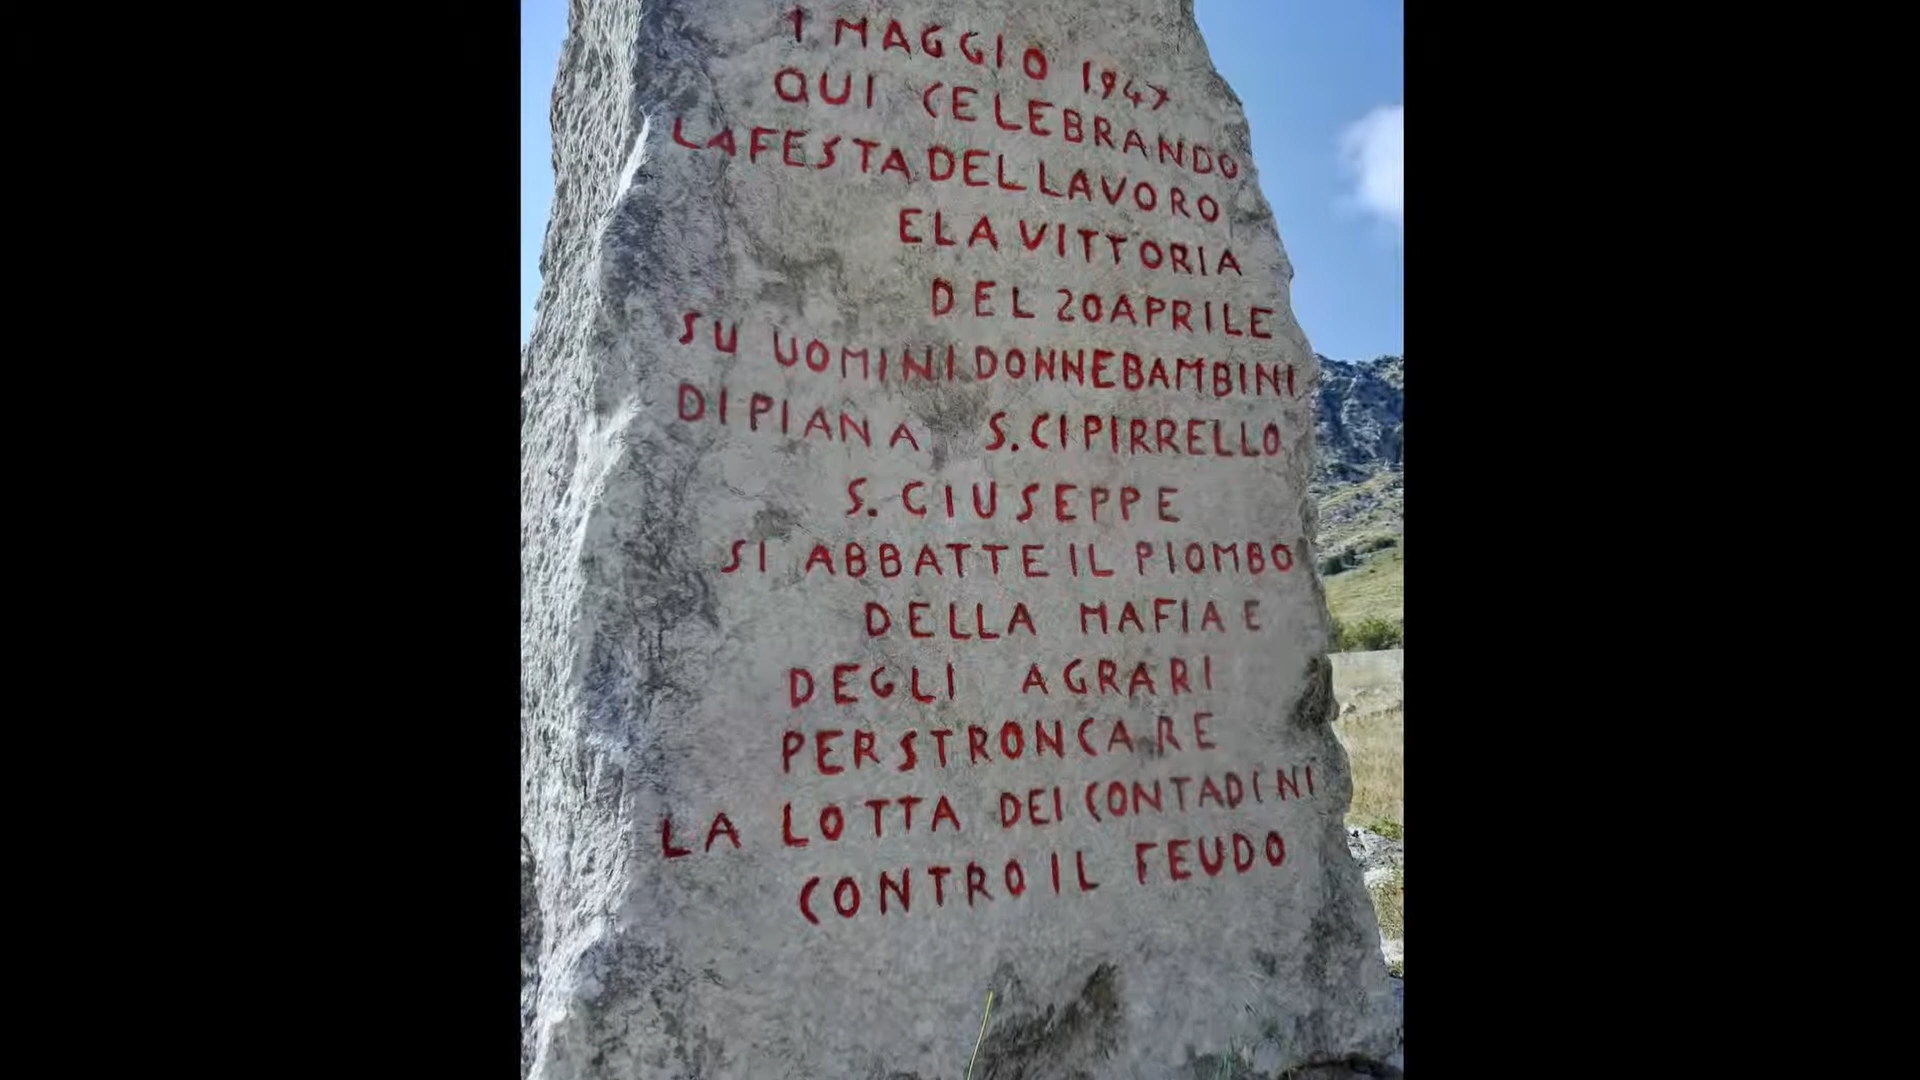 1 MAGGIO 1947
QUI CELEBRANDO
LA FESTA DEL LAVORO
E LA VITTORIA
DEL 20 APRILE
SU UOMINI DONNE BAMBINI
DI PIANA S. CIPIRRELLO
S. GIUSEPPE
SI ABBATTE IL PIOMBO
DELLA MAFIA E
DEGLI AGRARI
PER STRONCARE
LA LOTTA DEI CONTADINI
CONTRO IL FEUDO